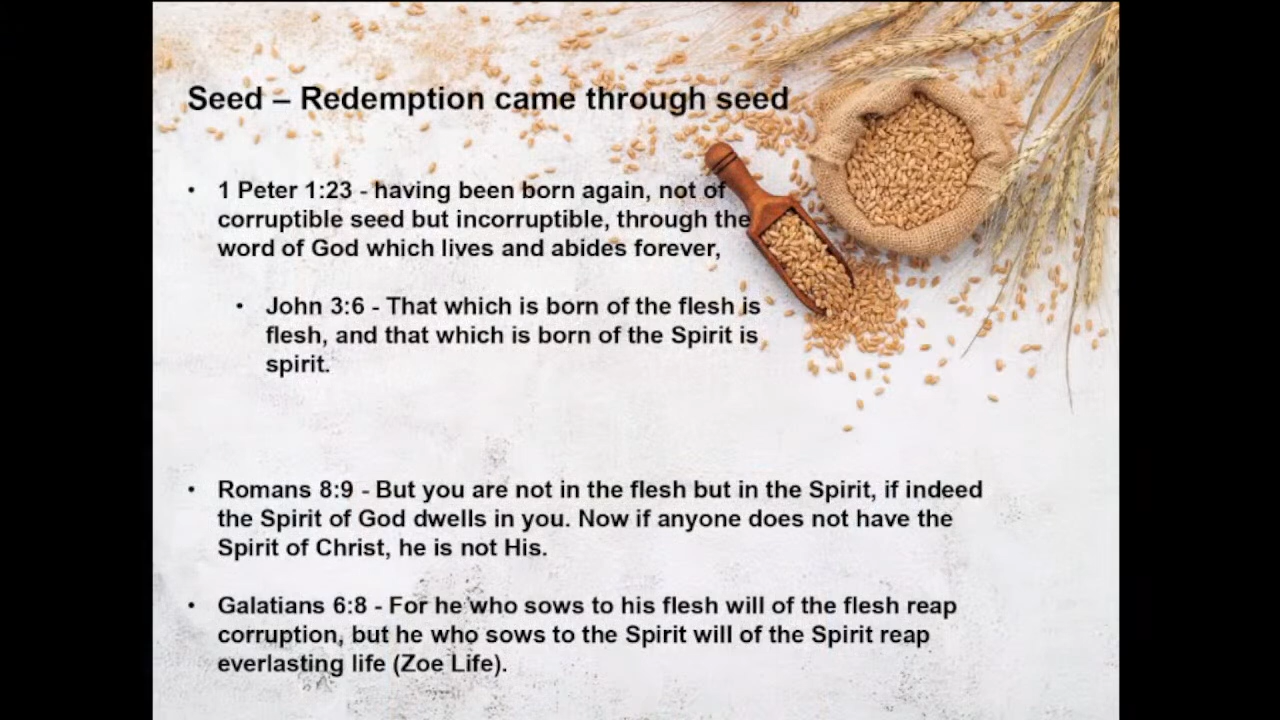 Seed – Redemption came through seed
• 1 Peter 1:23 - having been born again, not of
corruptible seed but incorruptible, through the
word of God which lives and abides forever,
• John 3:6 - That which is born of the flesh is
flesh, and that which is born of the Spirit is
spirit.
• Romans 8:9 - But you are not in the flesh but in the Spirit, if indeed
the Spirit of God dwells in you. Now if anyone does not have the
Spirit of Christ, he is not His.
• Galatians 6:8 - For he who sows to his flesh will of the flesh reap
corruption, but he who sows to the Spirit will of the Spirit reap
everlasting life (Zoe Life).